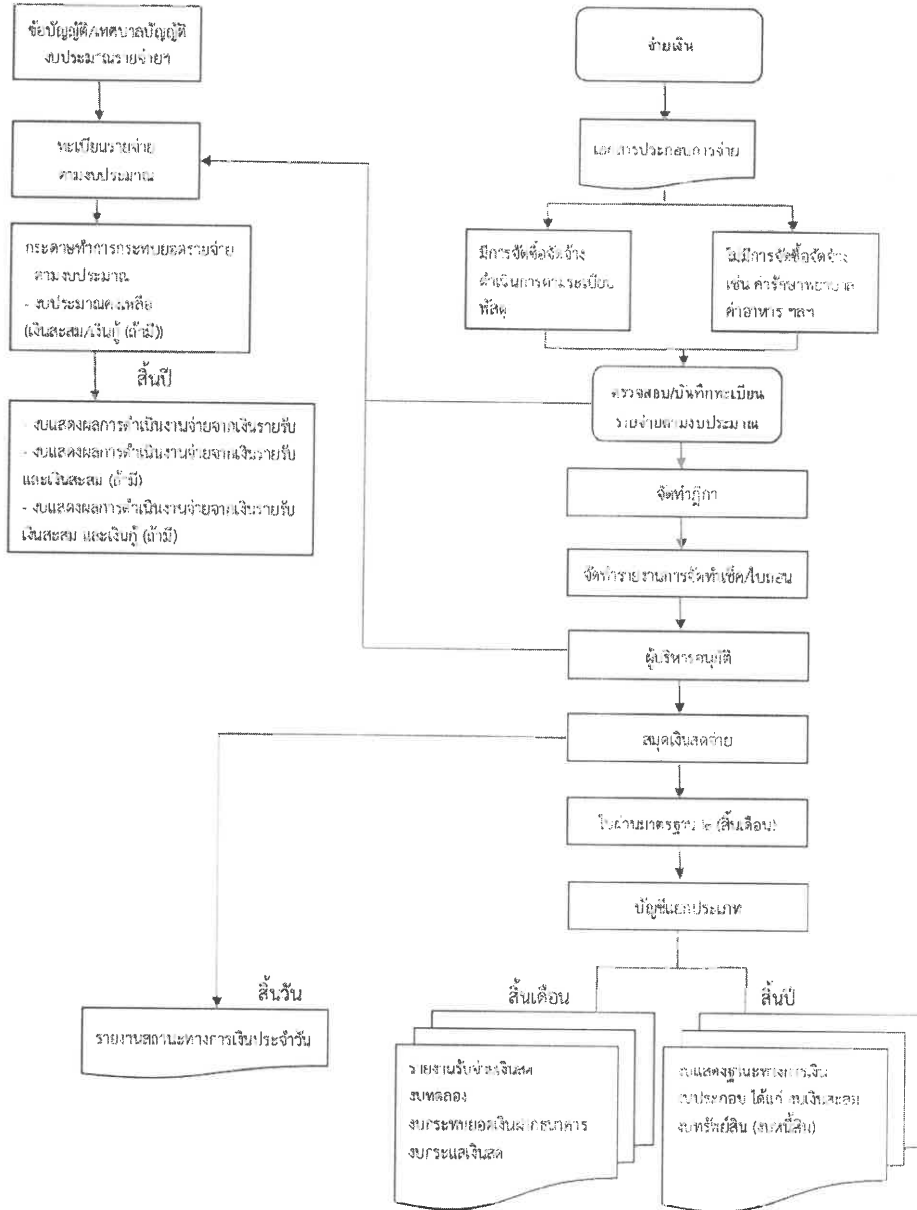 ข้อบัญญัติ/เทศบาลบัญญัติ
งบประมาณรายจ่ายฯ
ทะเบียนรายจ่าย
ตามงบประมาณ
กระดาษทำการกระทบยอดรายจ่าย
ตามงบประมาณ
- งบประมาณคงเหลือ
(เงินสะสม/เงินกู้ (ถ้ามี))
สิ้นปี
- งบแสดงผลการดำเนินงานจ่ายจากเงินรายรับ
- งบแสดงผลการดำเนินงานจ่ายจากเงินรายรับ
และเงินสะสม (ถ้ามี)
- งบแสดงผลการดำเนินงานจ่ายจากเงินรายรับ
เงินสะสม และเงินกู้ (ถ้ามี)
จ่ายเงิน
เอกสารประกอบการจ่าย
มีการจัดซื้อจัดจ้าง
ดำเนินการตามระเบียบ
พัสดุ
ไม่มีการจัดซื้อจัดจ้าง
เช่น ค่ารักษาพยาบาล
ค่าอาหาร ฯลฯ
ตรวจสอบ/บันทึกทะเบียน
รายจ่ายตามงบประมาณ
จัดทำฎีกา
จัดทำรายงานการจัดทำเช็ค/ใบถอน
ผู้บริหารอนุมัติ
สมุดเงินสดจ่าย
ใบผ่านมาตรฐาน ๒ (สิ้นเดือน)
บัญชีแยกประเภท
สิ้นวัน
รายงานสถานะทางการเงินประจำวัน
สิ้นเดือน
รายงานรับจ่ายเงินสด
งบทดลอง
งบกระทบยอดเงินฝากธนาคาร
งบกระแสเงินสด
สิ้นปี
งบแสดงฐานะทางการเงิน
งบประกอบ ได้แก่ งบเงินสะสม
งบทรัพย์สิน (งบหนี้สิน)